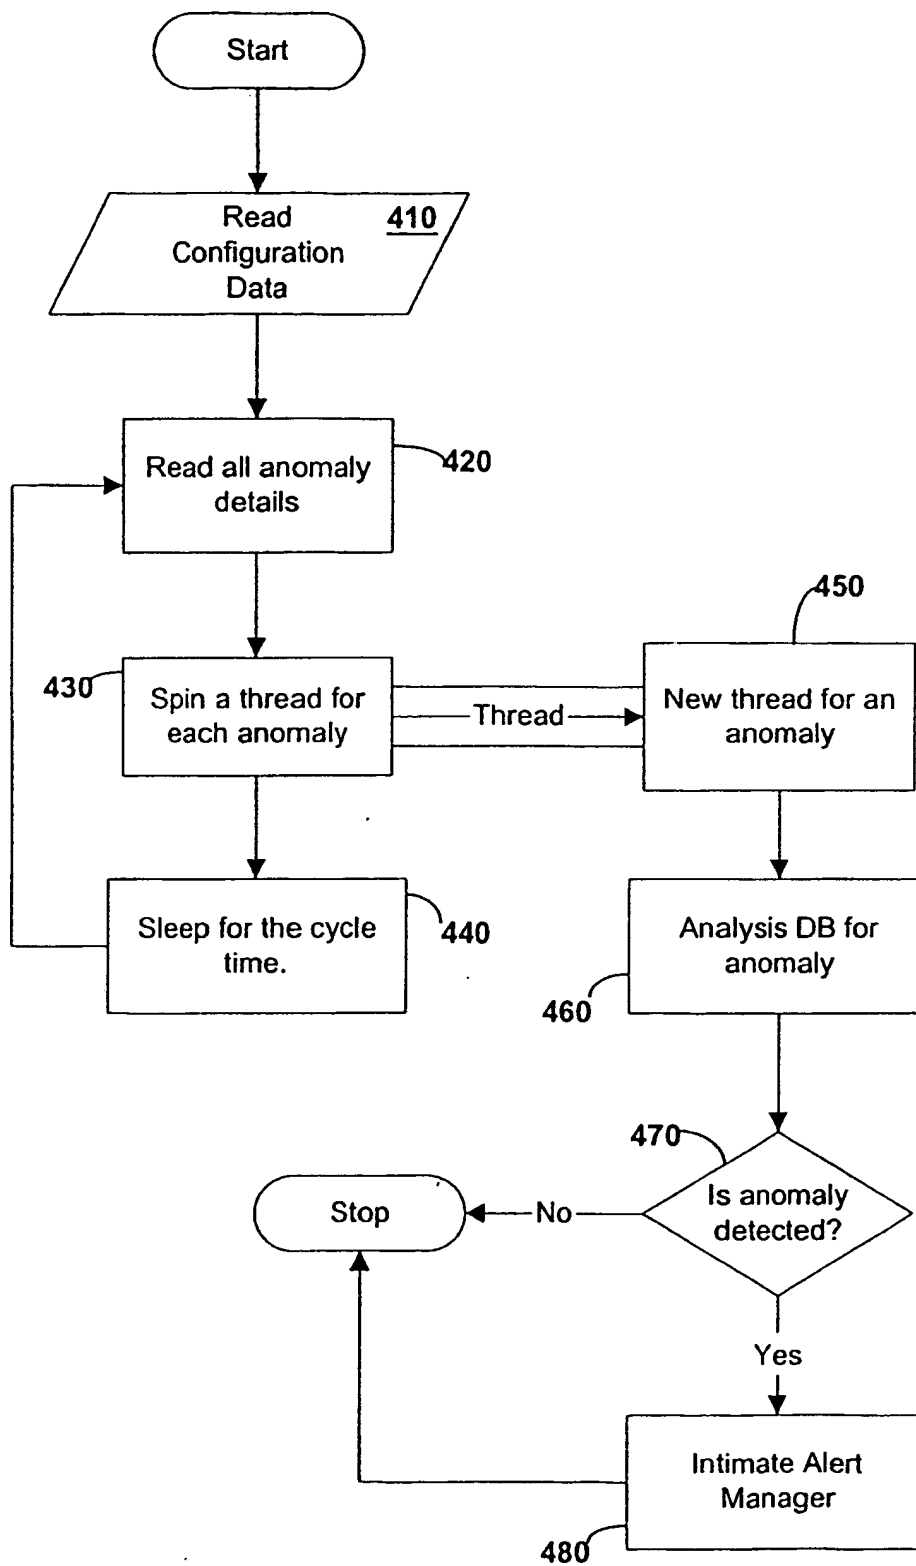 Start
410
Read
Configuration
Data
Read all anomaly
details
420
450
430
Spin a thread for
each anomaly
Thread
New thread for an
anomaly
Sleep for the cycle
time.
440
Analysis DB for
anomaly
460
470
Is anomaly
detected?
No
Stop
Yes
Intimate Alert
Manager
480